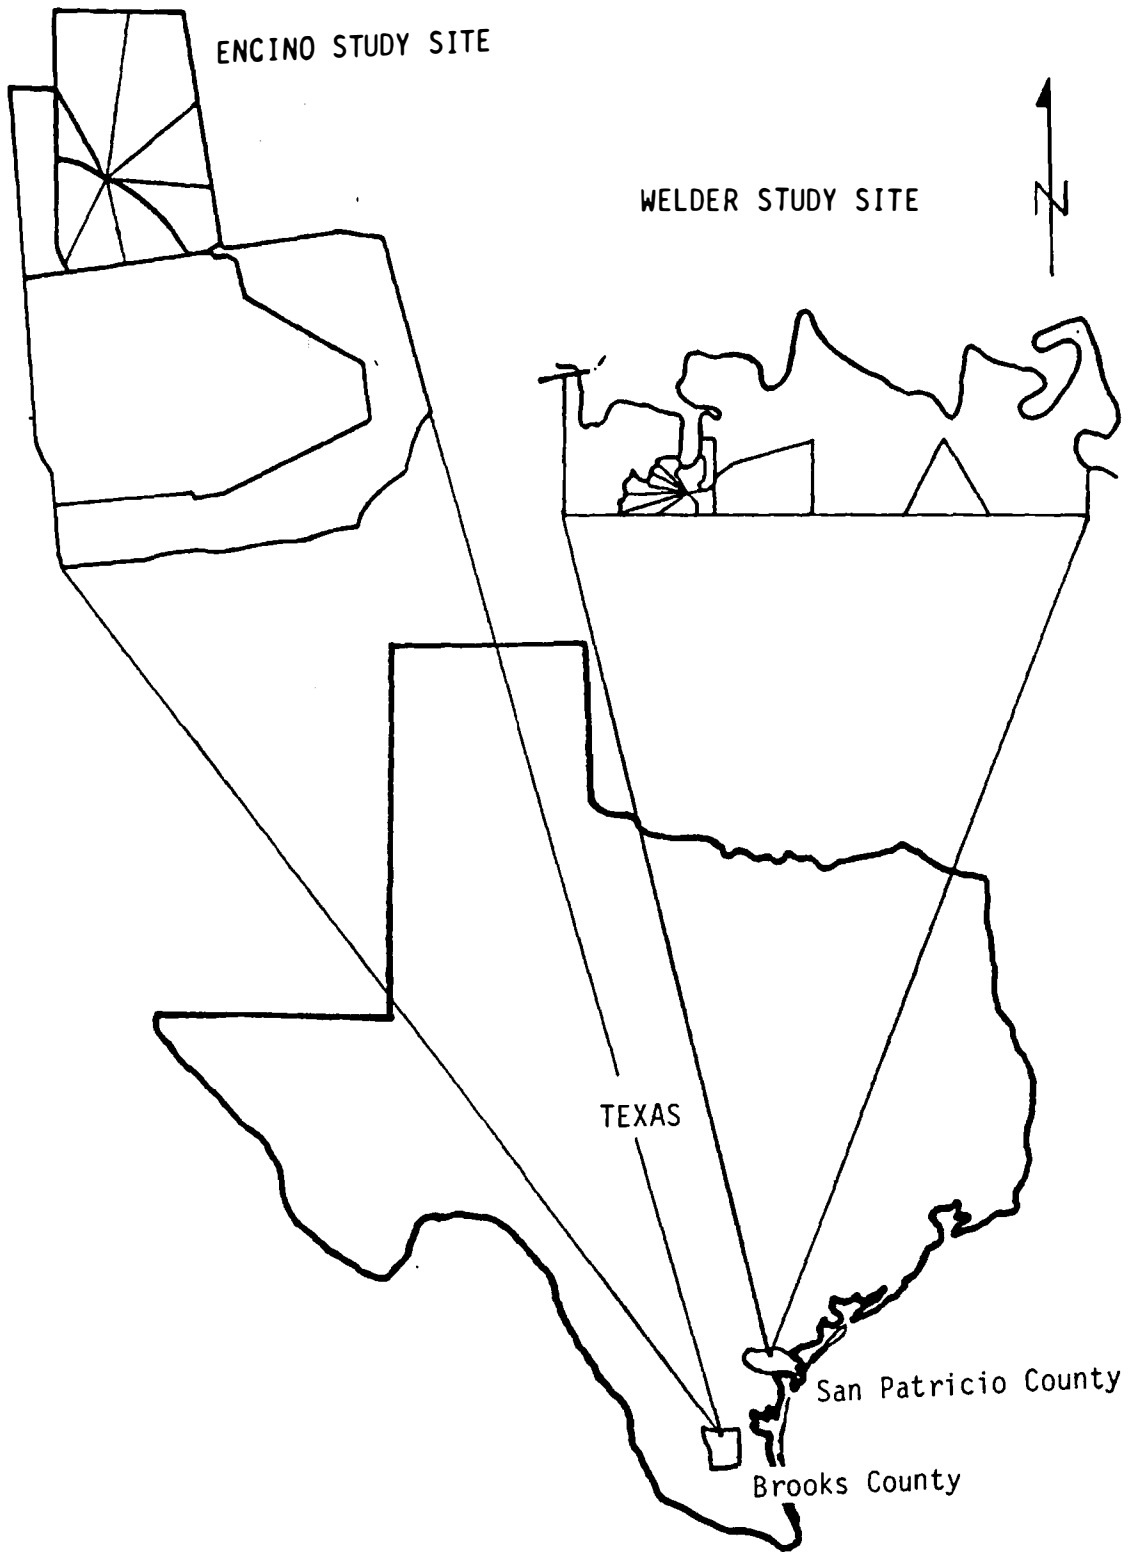 ENCINO STUDY SITE
WELDER STUDY SITE
N
TEXAS
San Patricio County
Brooks County